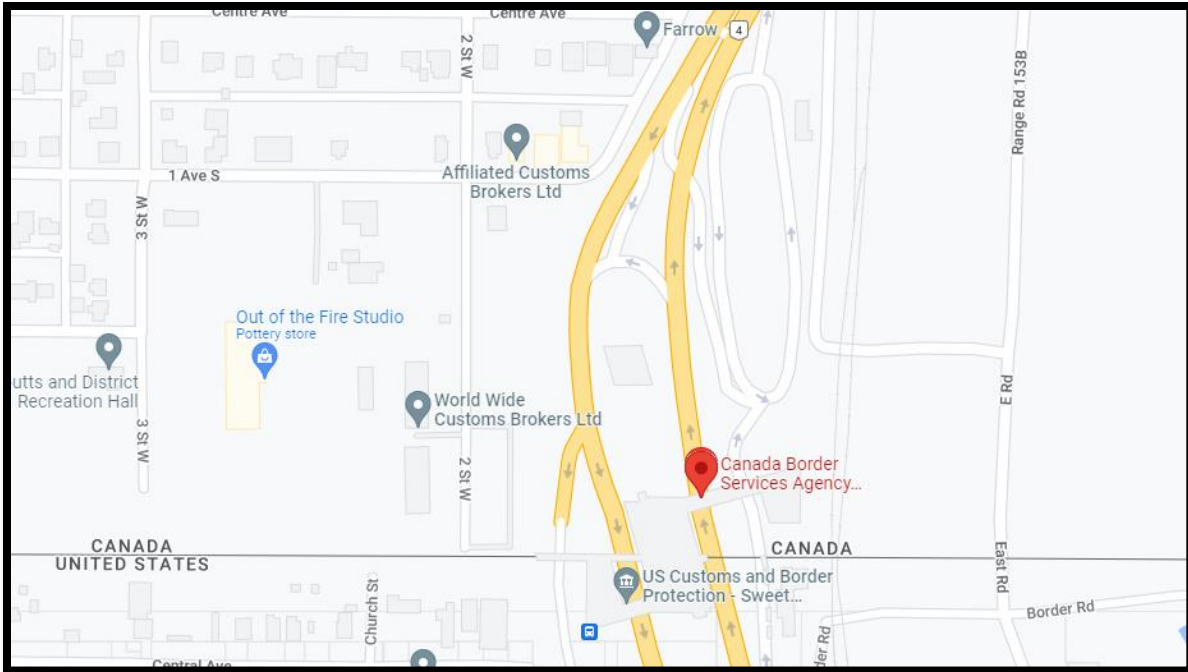 Centre Ave
Centre Ave
Farrow
4
2 St W
Range Rd 153B
Affiliated Customs
Brokers Ltd
1 Ave S
3 St W
Out of the Fire Studio
Pottery store
utts and District
Recreation Hall
World Wide
Customs Brokers Ltd
E Rd
3 St W
2 St W
Canada Border
Services Agency...
CANADA
UNITED STATES
CANADA
East Rd
US Customs and Border
Protection - Sweet...
Church St
Border Rd
der Rd
Central Ave